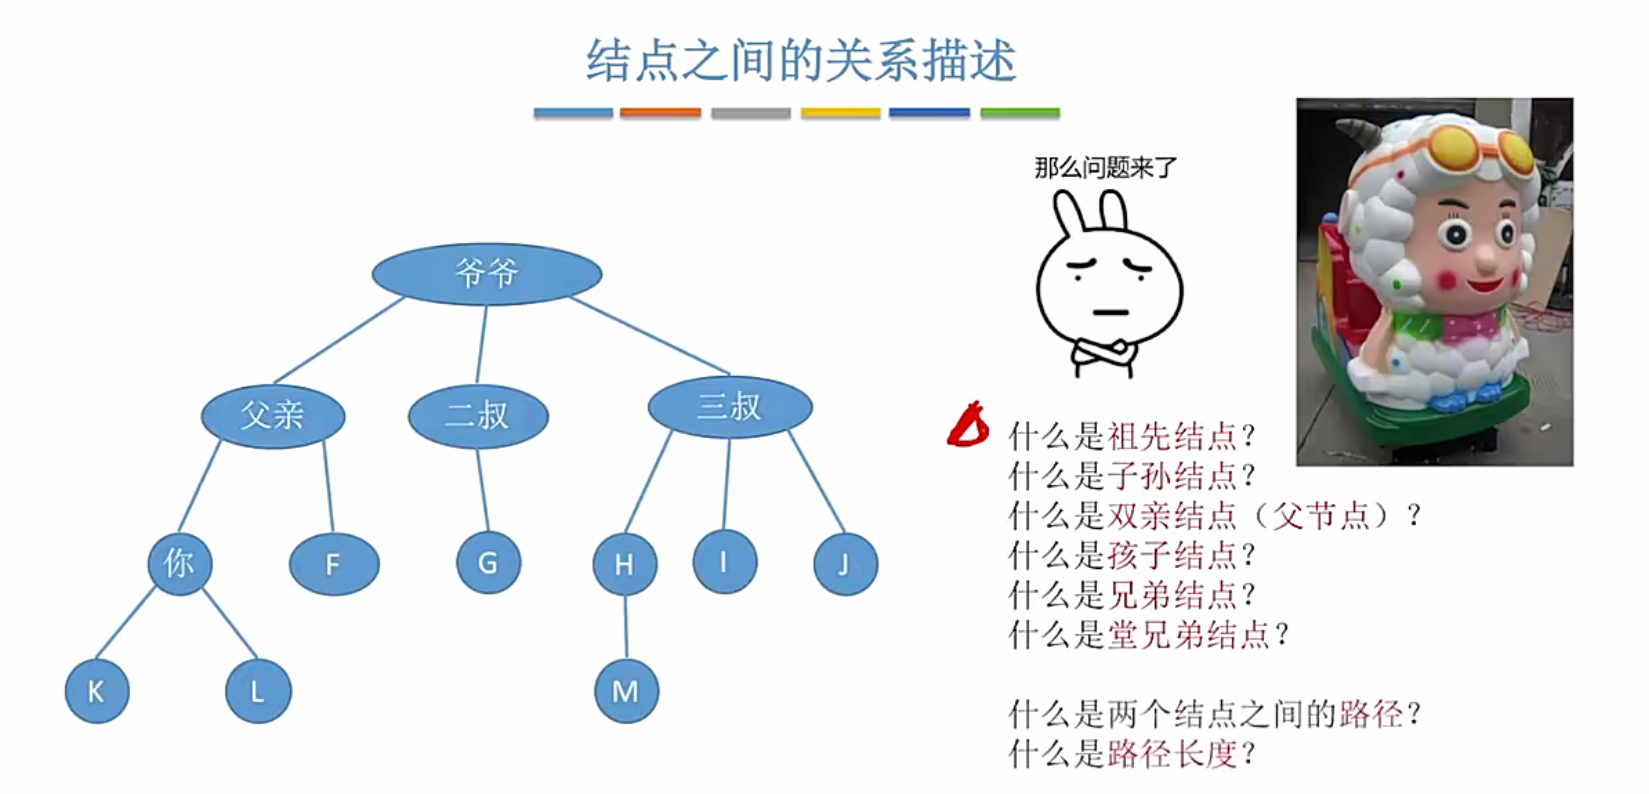 结点之间的关系描述
那么问题来了
爷爷
父亲
二叔
三叔
你
F
G
H
I
J
K
L
M
什么是祖先结点？
什么是子孙结点？
什么是双亲结点（父节点）？
什么是孩子结点？
什么是兄弟结点？
什么是堂兄弟结点？
什么是两个结点之间的路径？
什么是路径长度？